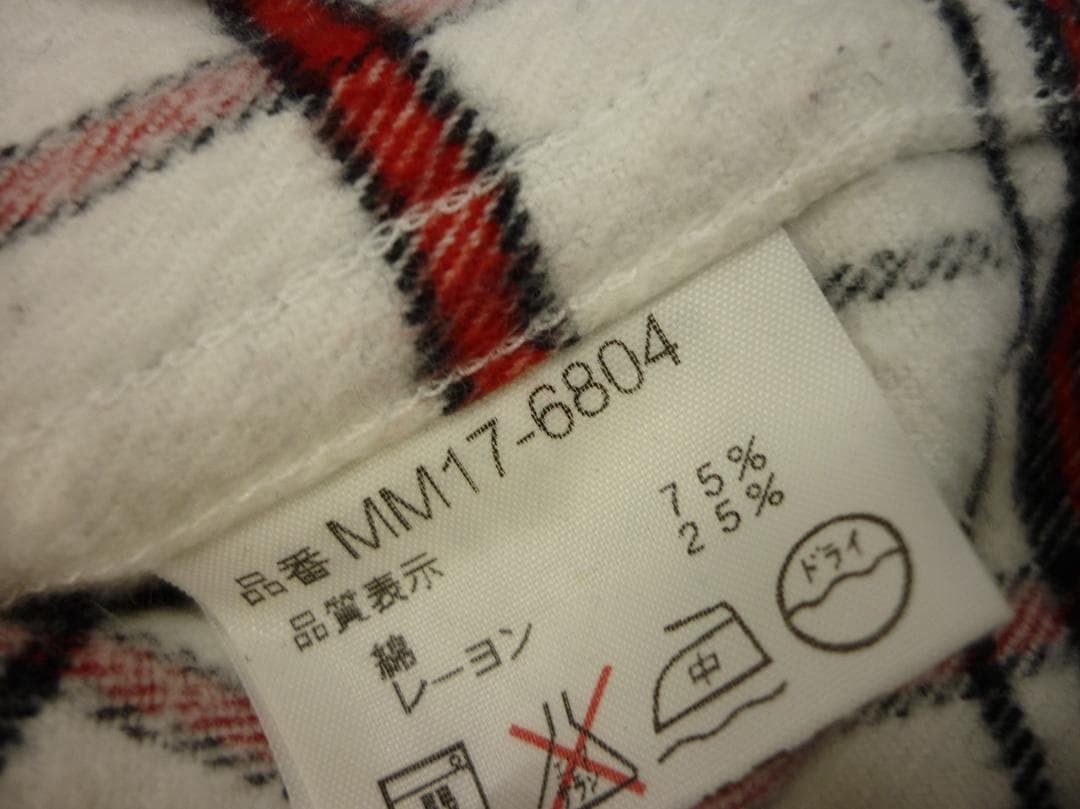 品番 MM17-6804
品質表示
綿 75%
レーヨン 25%
中
ドライ